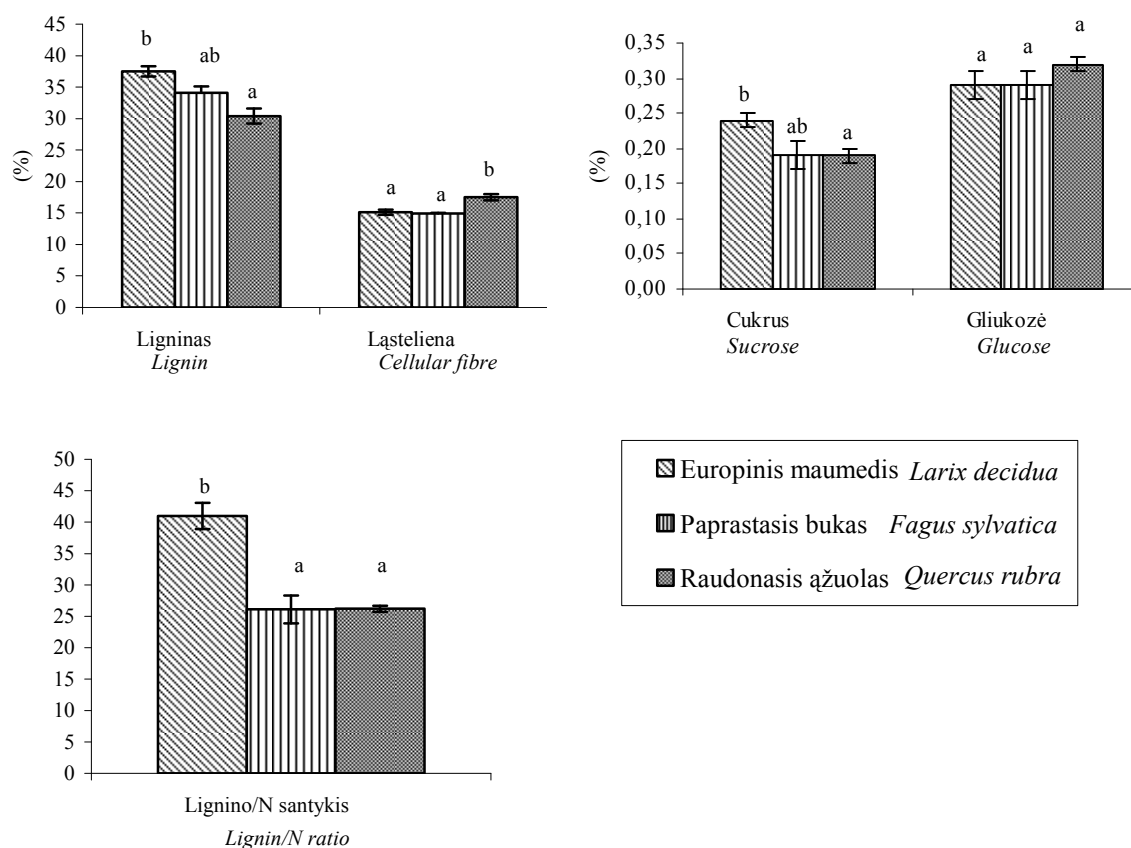 45
40
35
30
25
20
15
10
5
0
(%)
b
ab
a
a
a
b
Ligninas
Lignin
Ląsteliena
Cellular fibre
0,35
0,30
0,25
0,20
0,15
0,10
0,05
0,00
(%)
b
ab
a
a
a
a
Cukrus
Sucrose
Gliukozė
Glucose
50
45
40
35
30
25
20
15
10
5
0
b
a
a
Lignino/N santykis
Lignin/N ratio
Europinis maumedis Larix decidua
Paprastasis bukas Fagus sylvatica
Raudonasis ąžuolas Quercus rubra